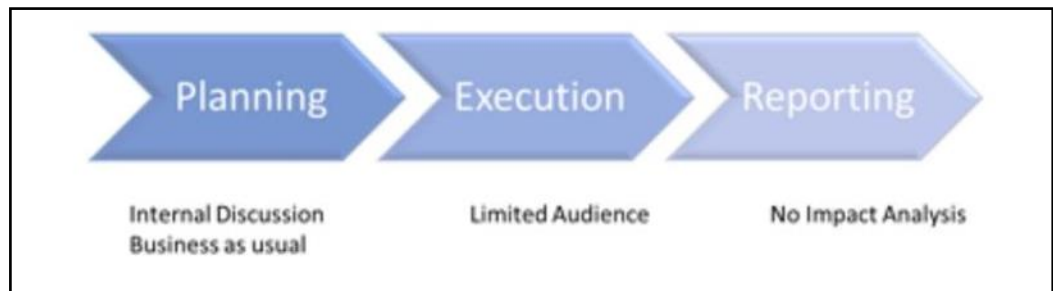 Planning
Execution
Reporting
Internal Discussion
Business as usual
Limited Audience
No Impact Analysis